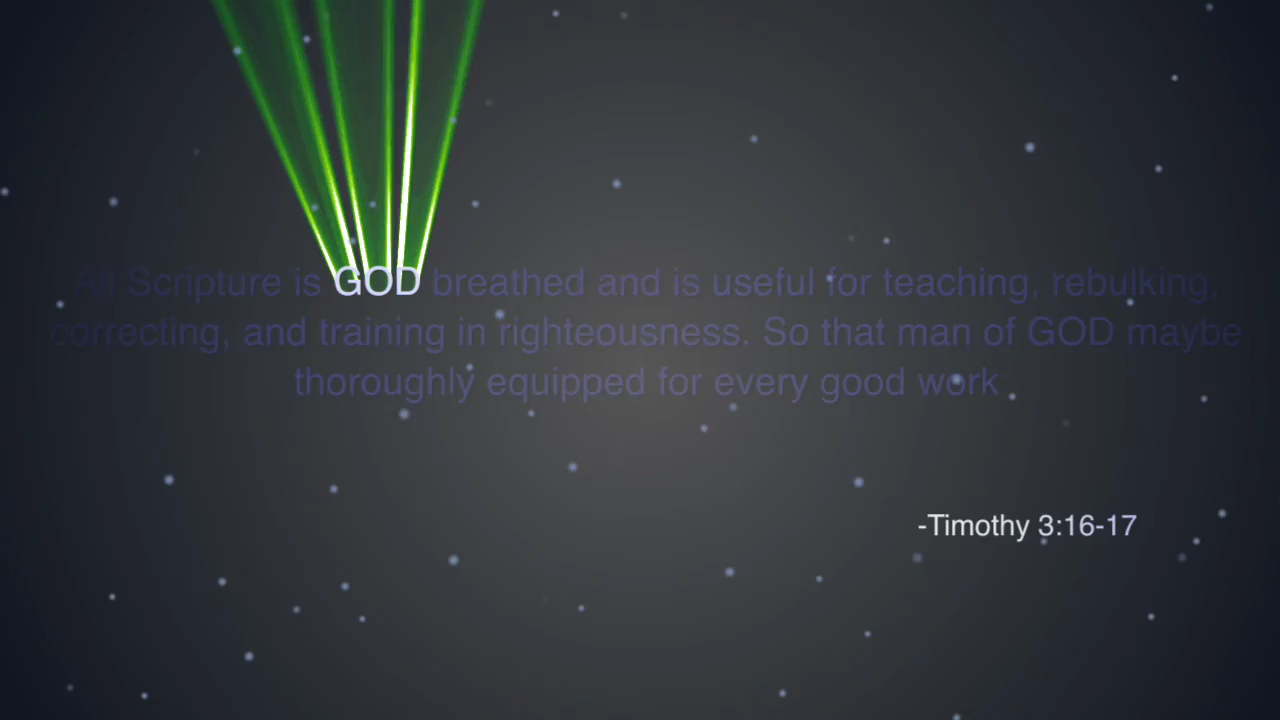 All Scripture is GOD breathed and is useful for teaching, rebulking,
correcting, and training in righteousness. So that man of GOD maybe
thoroughly equipped for every good work
-Timothy 3:16-17